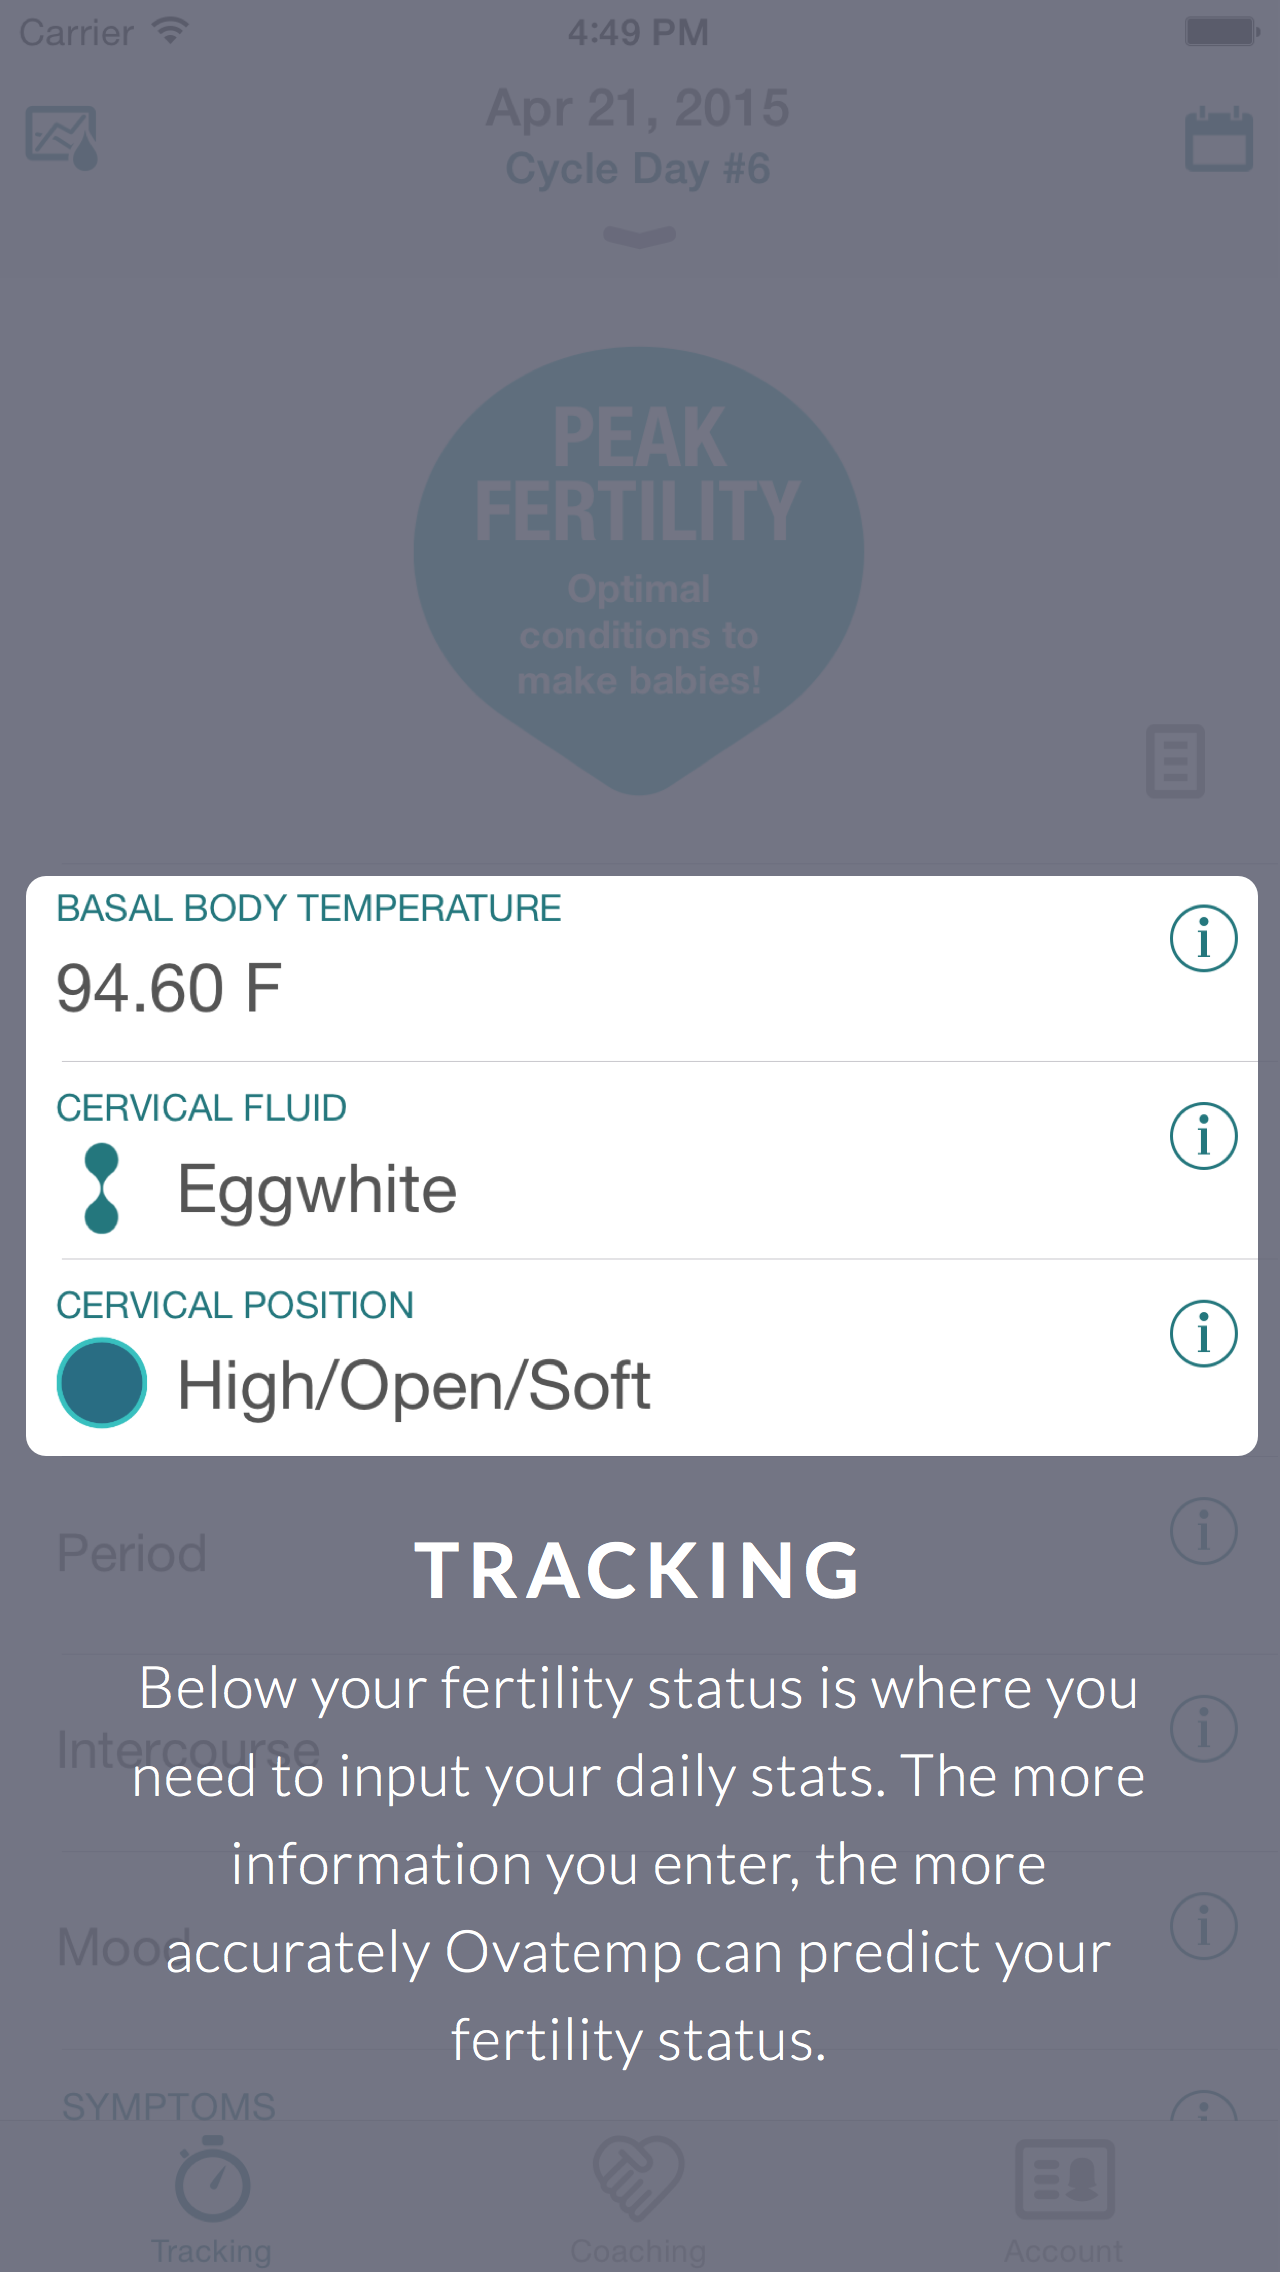 Carrier
4:49 PM
Apr 21, 2015
Cycle Day #6
PEAK
FERTILITY
Optimal
conditions to
make babies!
BASAL BODY TEMPERATURE
94.60 F
CERVICAL FLUID
Eggwhite
CERVICAL POSITION
High/Open/Soft
Period
TRACKING
Below your fertility status is where you
Intercourse
need to input your daily stats. The more
information you enter, the more
Mood
accurately Ovatemp can predict your
fertility status.
SYMPTOMS
Tracking
Coaching
Account